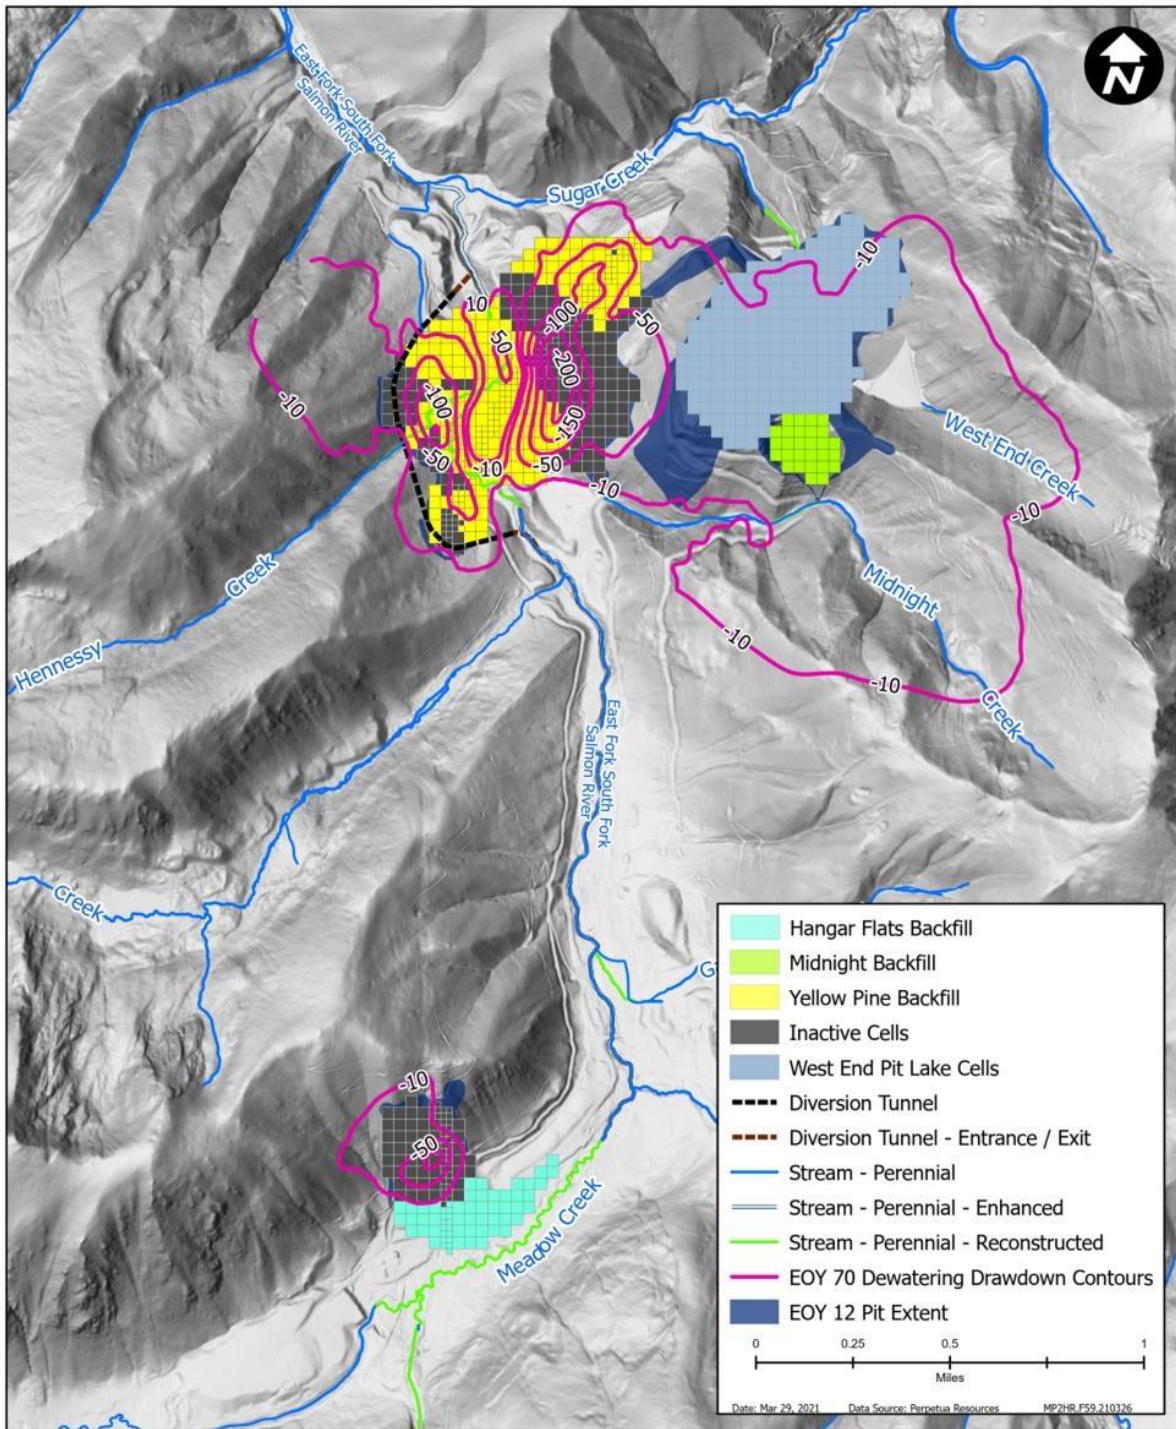 N
East Fork South Fork
Salmon River
Sugar Creek
-10
10
-100
50
-50
-200
-100
-10
-150
West End Creek
-50
-10
-50
-10
-10
Creek
Midnight
Hennessy
-10
-10
Creek
East Fork South Fork
Salmon River
Creek
G
-10
-50
Meadow Creek
Hangar Flats Backfill
Midnight Backfill
Yellow Pine Backfill
Inactive Cells
West End Pit Lake Cells
Diversion Tunnel
Diversion Tunnel - Entrance / Exit
Stream - Perennial
Stream - Perennial - Enhanced
Stream - Perennial - Reconstructed
EOY 70 Dewatering Drawdown Contours
EOY 12 Pit Extent
0 0.25 0.5 1
Miles
Date: Mar 29, 2021 Data Source: Perpetua Resources MP2HR.F59.210326